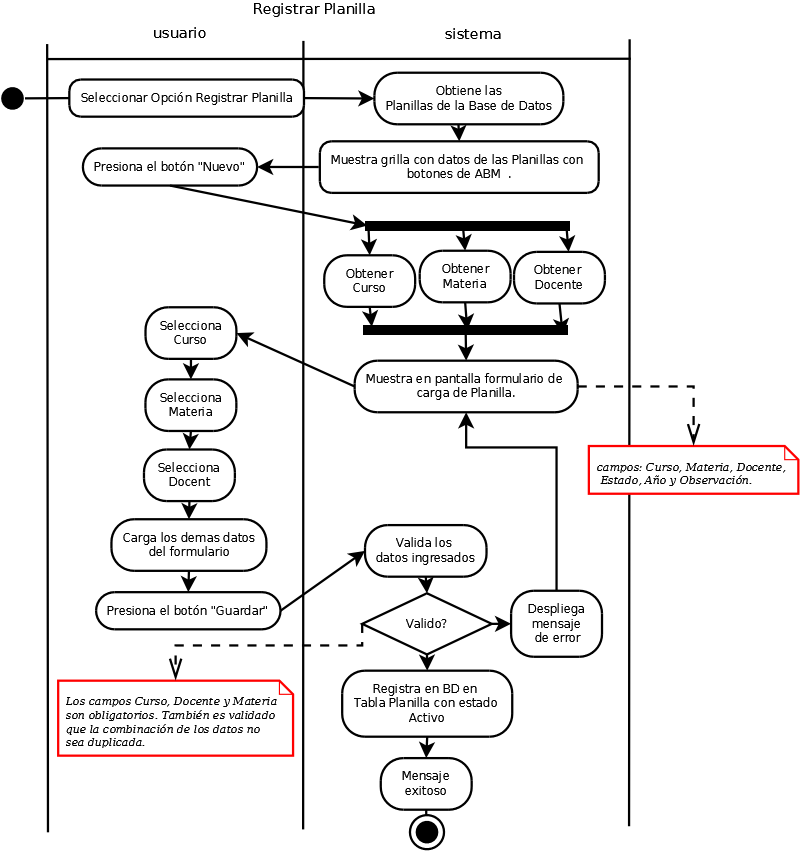 Registrar Planilla
usuario
sistema
Seleccionar Opción Registrar Planilla
Obtiene las
Planillas de la Base de Datos
Presiona el botón "Nuevo"
Muestra grilla con datos de las Planillas con
botones de ABM .
Obtener
Curso
Obtener
Materia
Obtener
Docente
Selecciona
Curso
Muestra en pantalla formulario de
carga de Planilla.
Selecciona
Materia
campos: Curso, Materia, Docente,
Estado, Año y Observación.
Selecciona
Docent
Carga los demas datos
del formulario
Valida los
datos ingresados
Presiona el botón "Guardar"
Valido?
Despliega
mensaje
de error
Los campos Curso, Docente y Materia
son obligatorios. También es validado
que la combinación de los datos no
sea duplicada.
Registra en BD en
Tabla Planilla con estado
Activo
Mensaje
exitoso